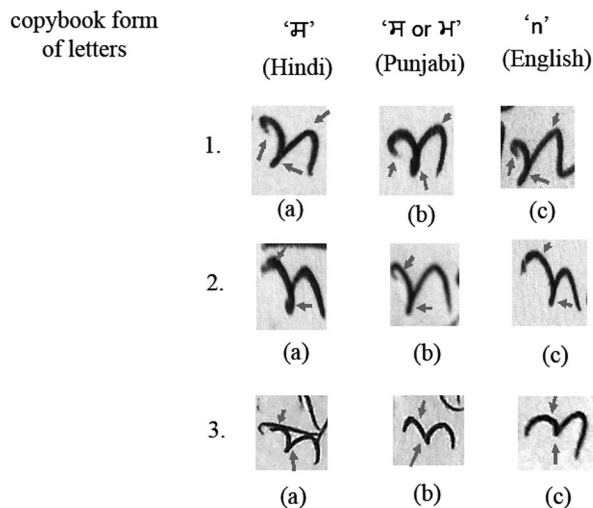 copybook form ‘म’ ‘ਸ or ਮ’ ‘n’
of letters (Hindi) (Punjabi) (English)
1.
(a) (b) (c)
2.
(a) (b) (c)
3.
(a) (b) (c)